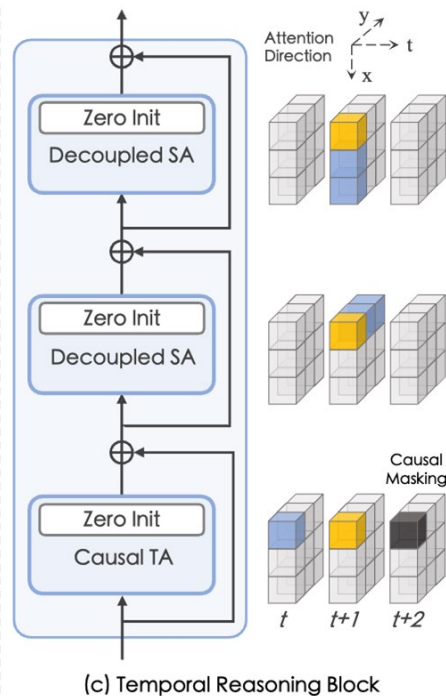 Attention
Direction
y
t
x
Zero Init
Decoupled SA
Zero Init
Decoupled SA
Causal
Masking
Zero Init
Causal TA
t
t+1
t+2
(c) Temporal Reasoning Block